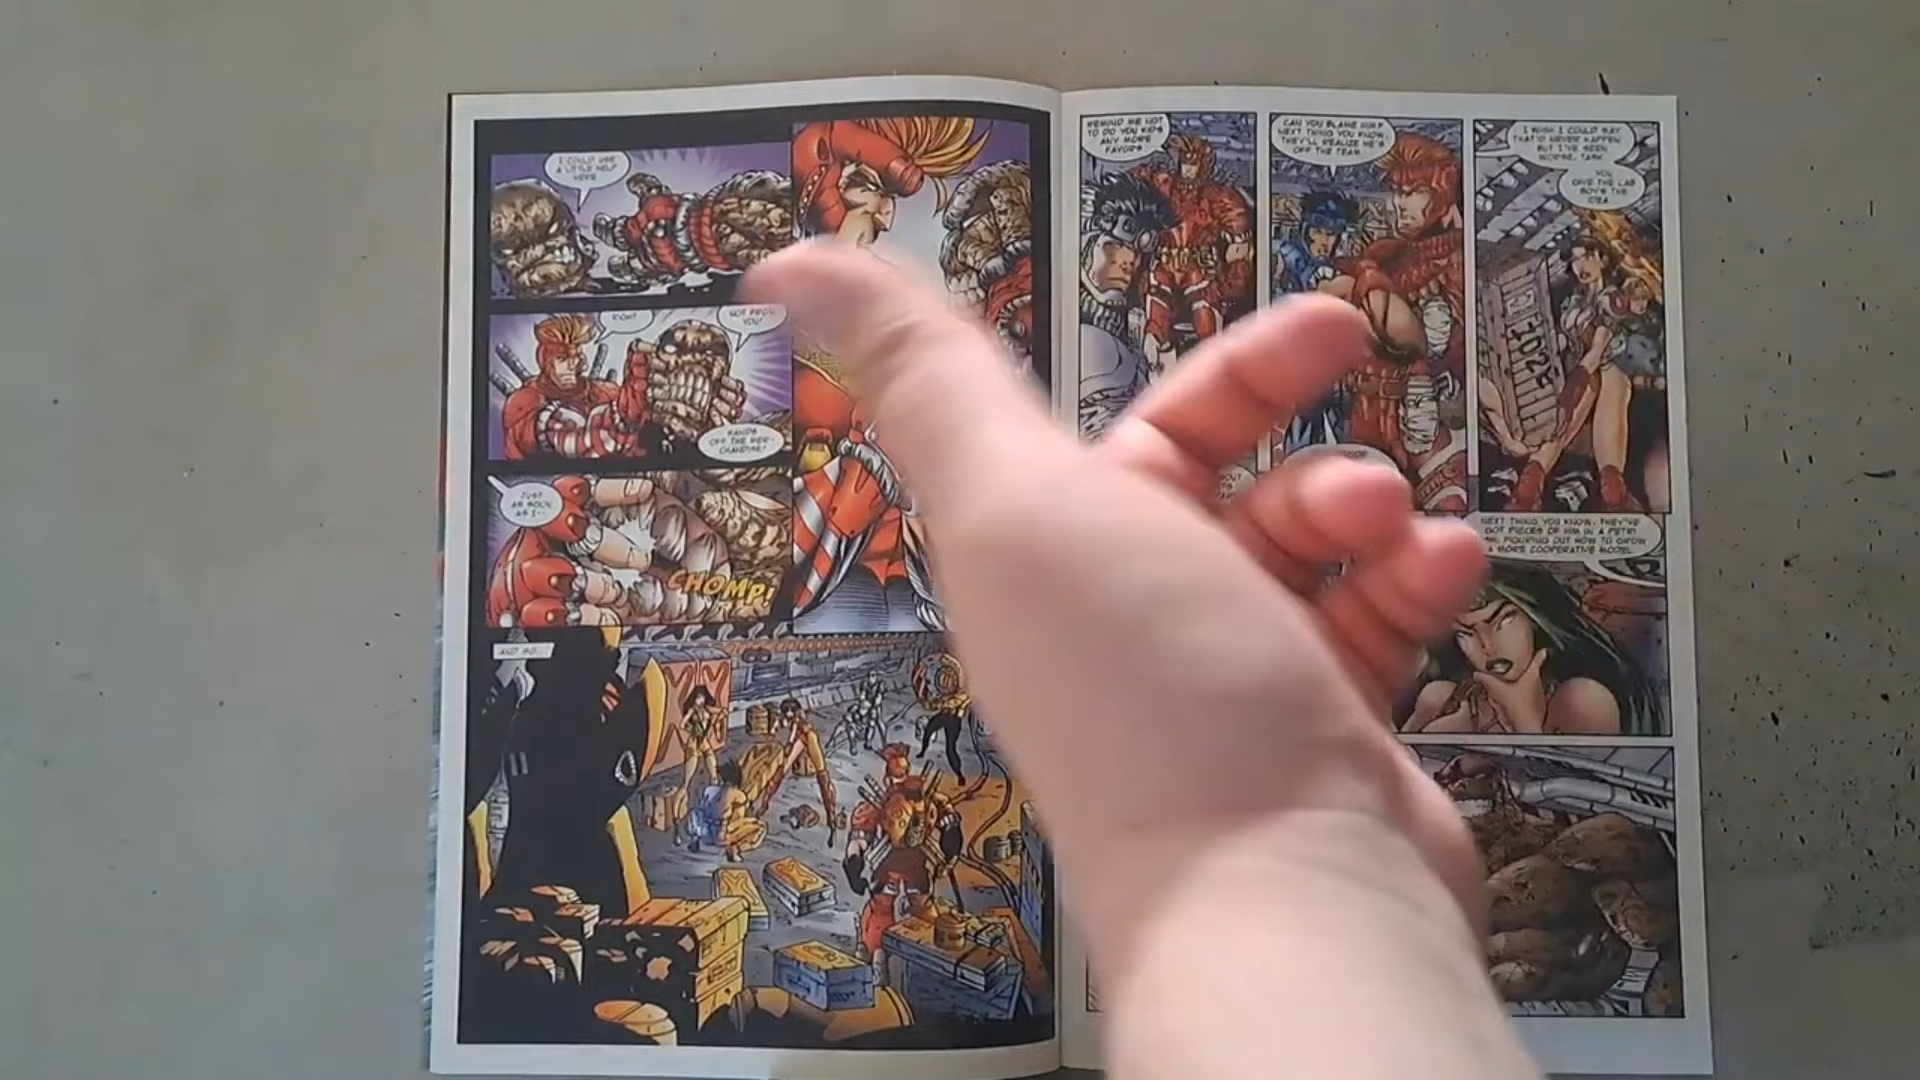 I COULD USE
A LITTLE HELP
HERE
RIGHT
NOT FROM
YOU!
HANDS
OFF THE MER-
CHANDISE!
JUST
AS SOON
AS I--
CHOMP!
AND SO...
REMIND ME NOT
TO DO YOU KIDS
ANY MORE
FAVORS
CAN YOU BLAME HIM?
NEXT THING YOU KNOW,
THEY'LL REALIZE HE'S
OFF THE TEAM.
I WISH I COULD SAY
THAT'D NEVER HAPPEN,
BUT I'VE SEEN
WORSE, TASK.
YOU
GIVE THE LAB
BOYS THE
IDEA
NEXT THING YOU KNOW, THEY'VE
GOT PIECES OF HIM IN A PETRI
FIGURING OUT HOW TO GROW
A MORE COOPERATIVE MODEL.